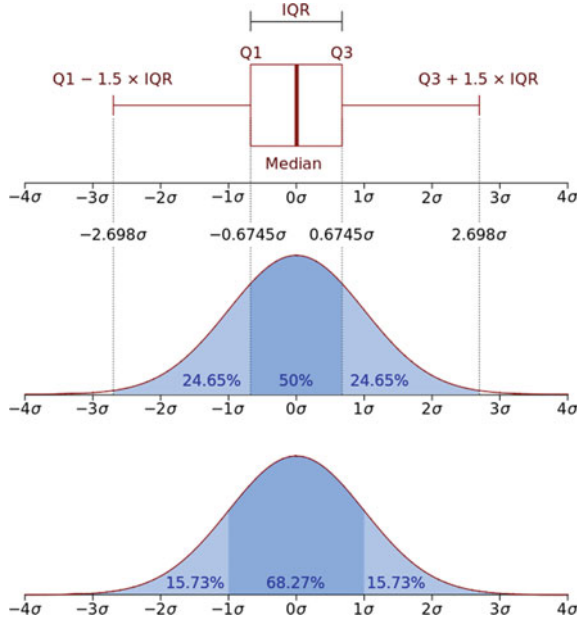 IQR
Q1 Q3
Q1 − 1.5 × IQR Q3 + 1.5 × IQR
Median
−4σ −3σ −2σ −1σ 0σ 1σ 2σ 3σ 4σ
−2.698σ −0.6745σ 0.6745σ 2.698σ
24.65% 50% 24.65%
−4σ −3σ −2σ −1σ 0σ 1σ 2σ 3σ 4σ
15.73% 68.27% 15.73%
−4σ −3σ −2σ −1σ 0σ 1σ 2σ 3σ 4σ